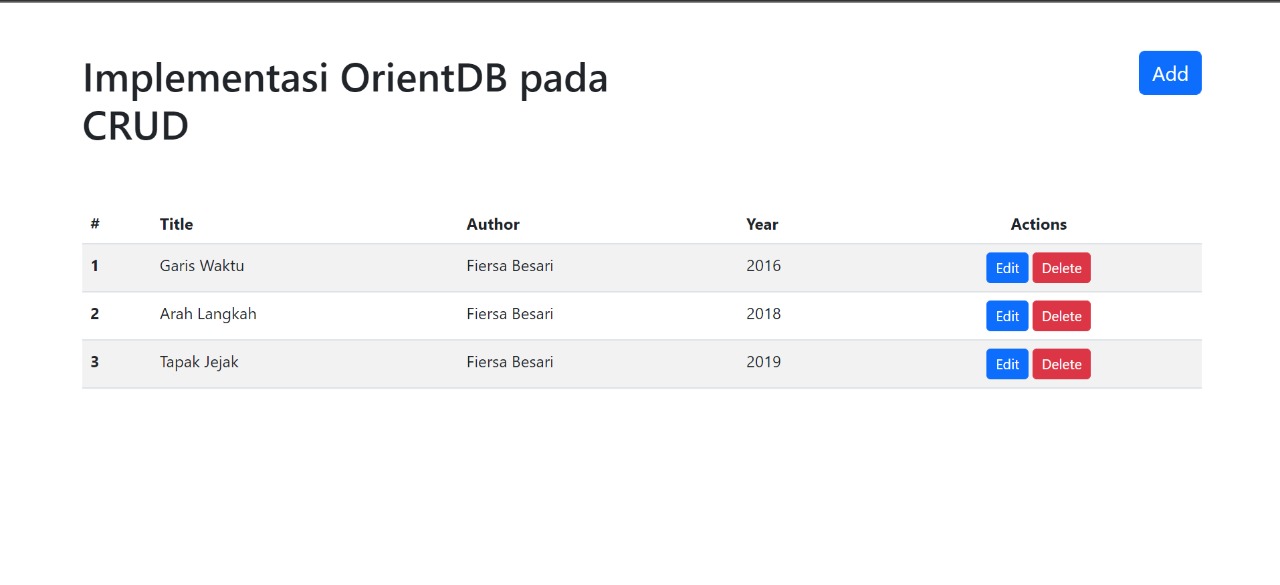 Implementasi OrientDB pada
CRUD
Add
# Title Author Year Actions
1 Garis Waktu Fiersa Besari 2016 Edit Delete
2 Arah Langkah Fiersa Besari 2018 Edit Delete
3 Tapak Jejak Fiersa Besari 2019 Edit Delete